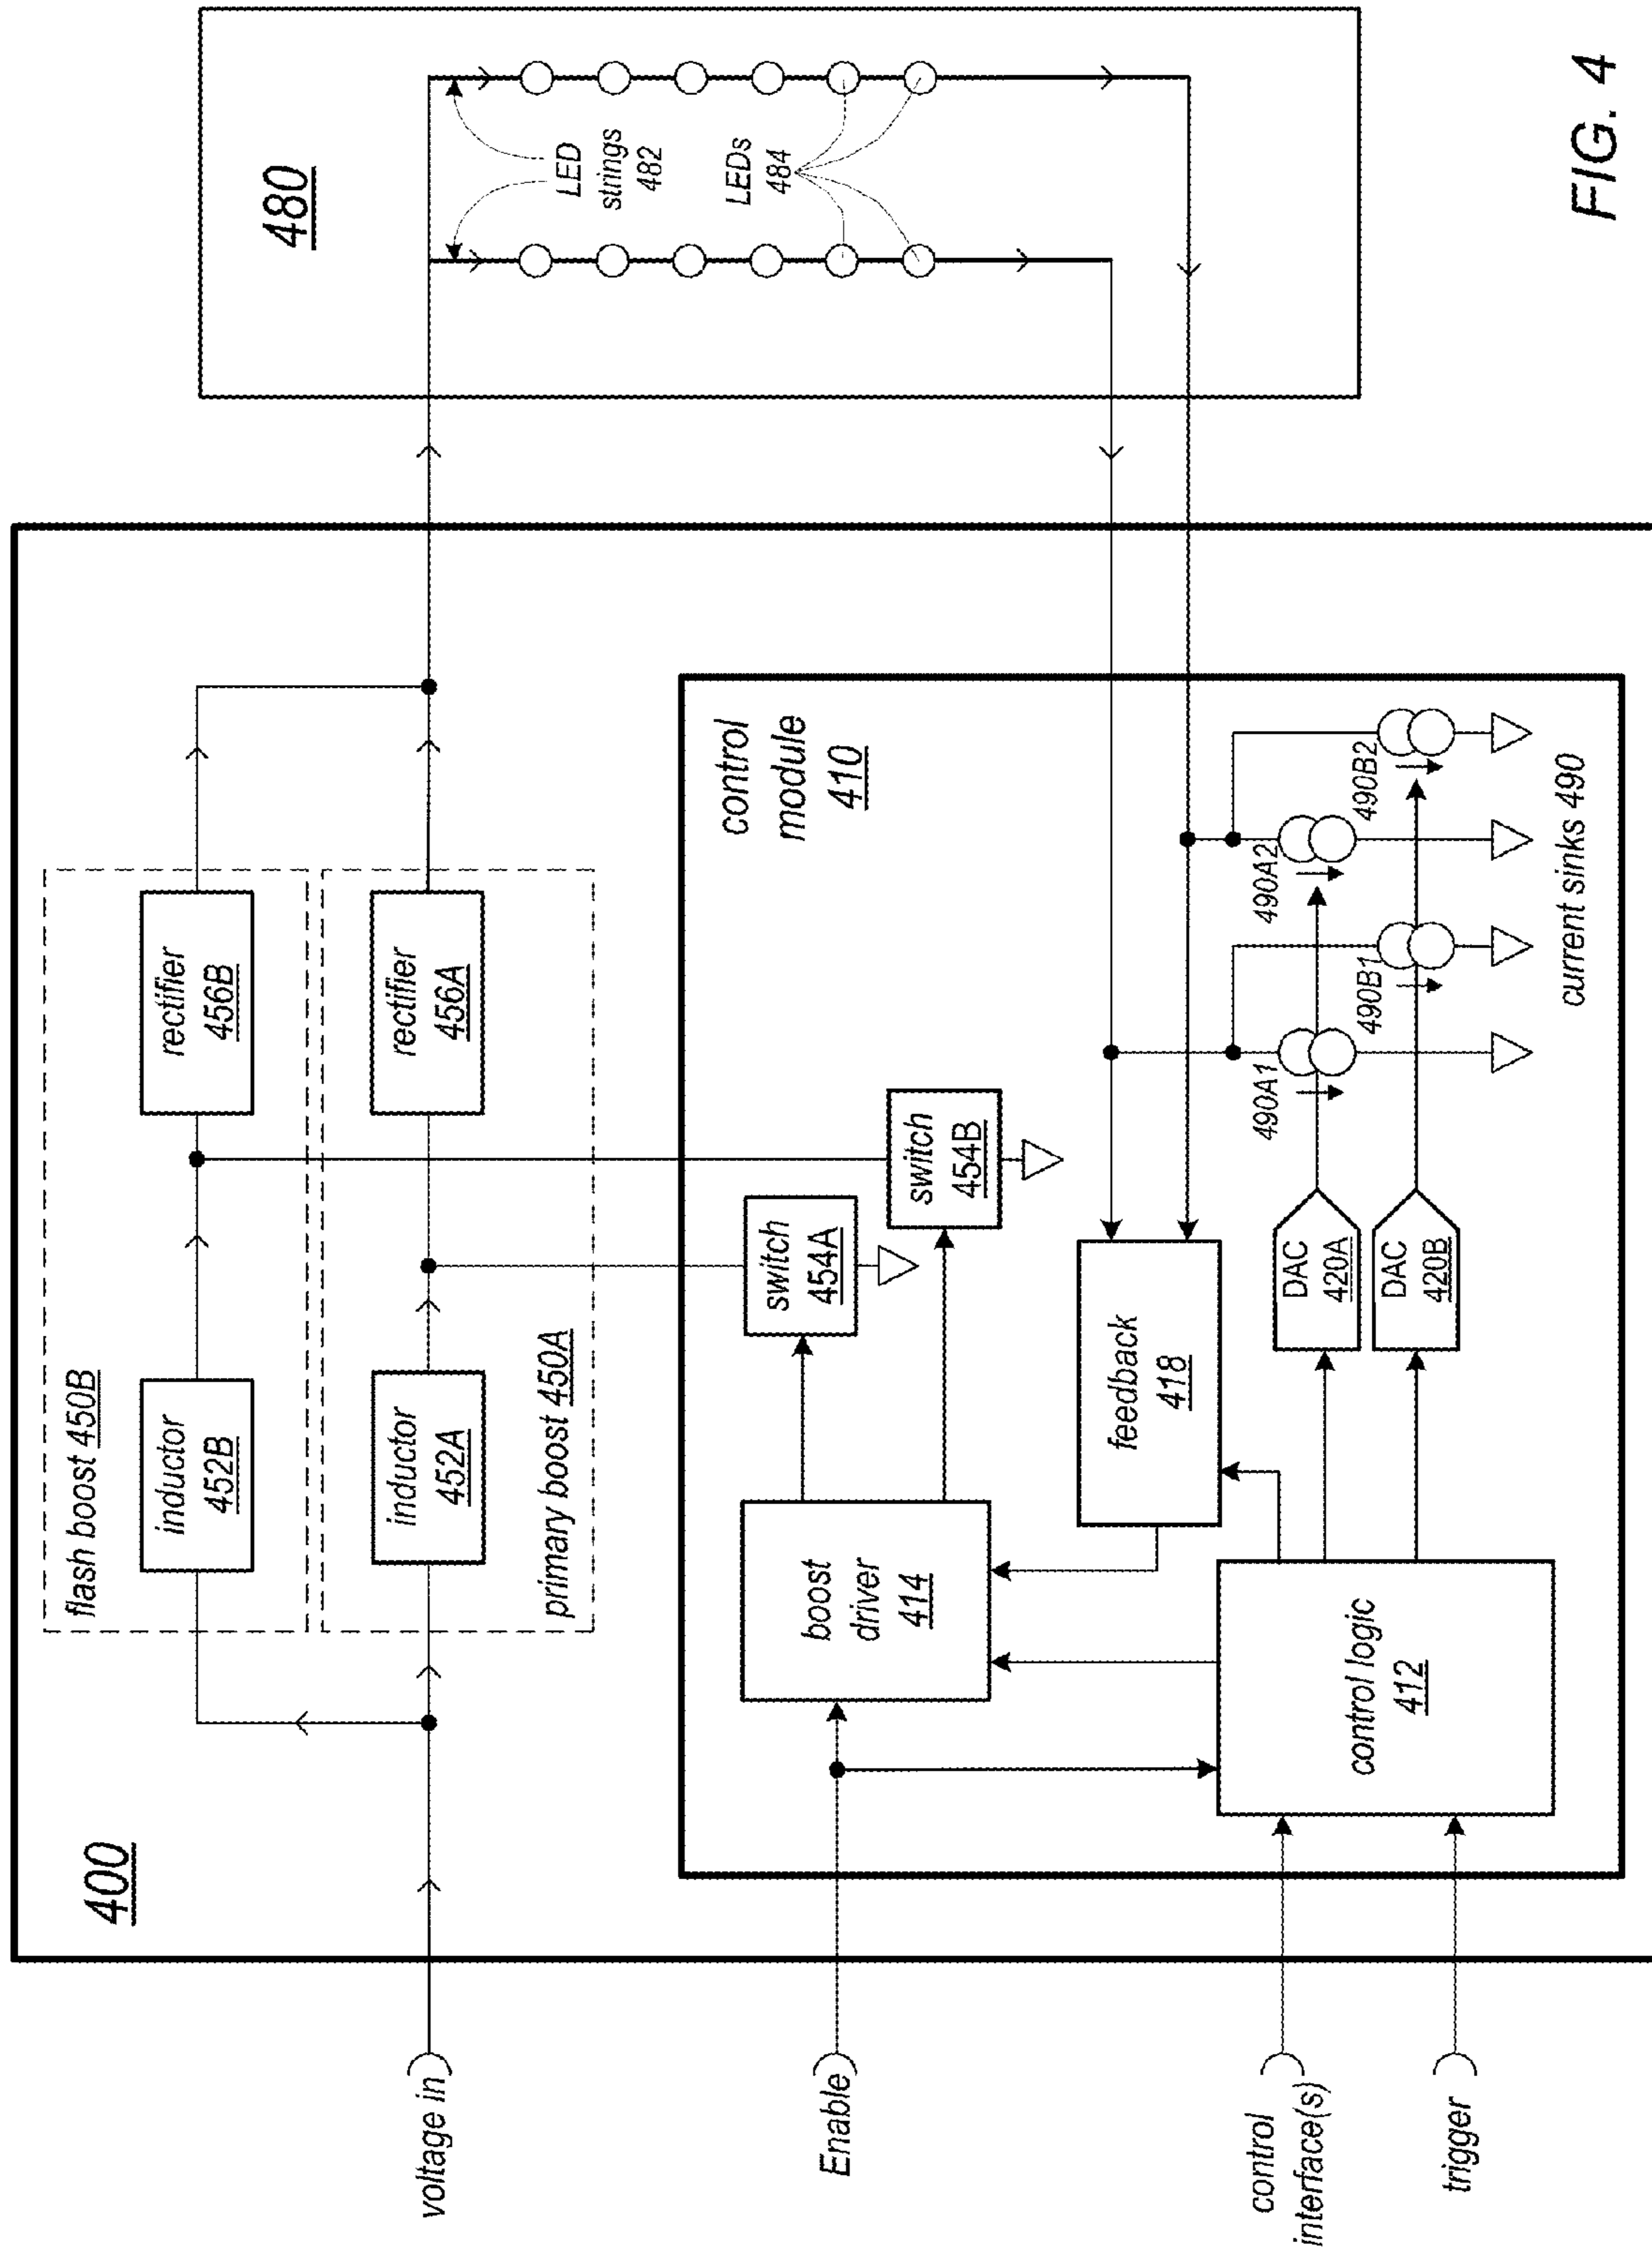 400
480
flash boost 450B
inductor
452B
rectifier
456B
inductor
452A
rectifier
456A
primary boost 450A
LED
strings
482
LEDs
484
voltage in
control
module
410
switch
454A
switch
454B
boost
driver
414
Enable
feedback
418
control logic
412
DAC
420A
DAC
420B
490A1
490A2
490B1
490B2
current sinks 490
control
interface(s)
trigger
FIG. 4